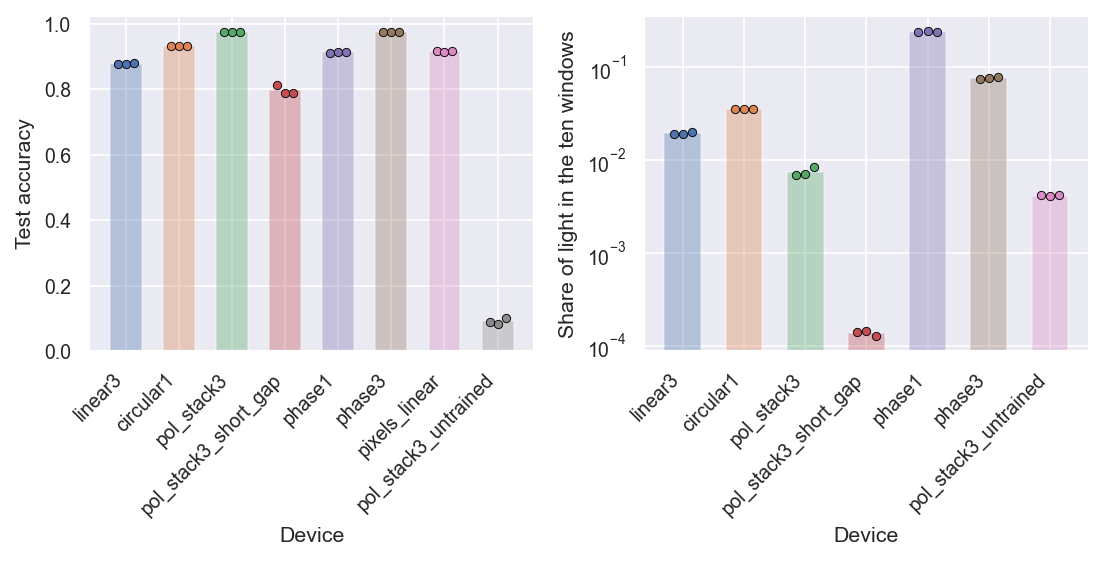 1.0
0.8
0.6
0.4
0.2
0.0
Test accuracy
linear3
circular1
pol_stack3
pol_stack3_short_gap
phase1
phase3
pixels_linear
pol_stack3_untrained
Device
10⁻¹
10⁻²
10⁻³
10⁻⁴
Share of light in the ten windows
linear3
circular1
pol_stack3
pol_stack3_short_gap
phase1
phase3
pol_stack3_untrained
Device